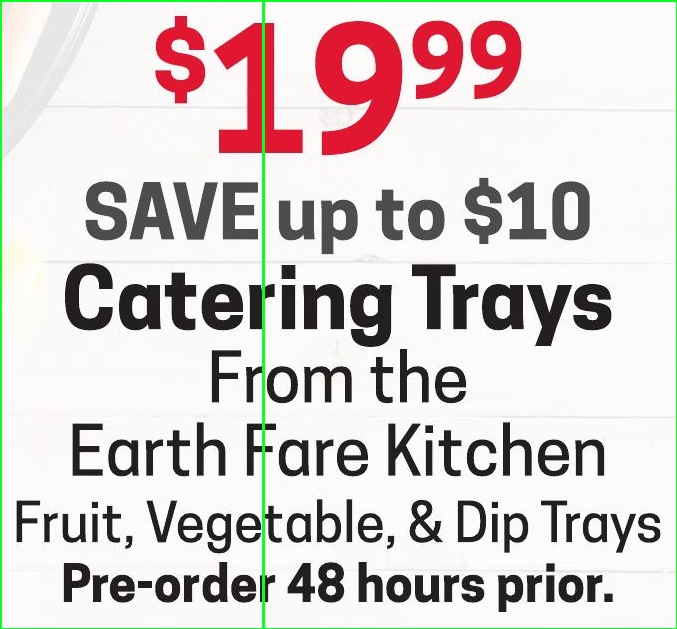 $19.99
SAVE up to $10
Catering Trays
From the
Earth Fare Kitchen
Fruit, Vegetable, & Dip Trays
Pre-order 48 hours prior.